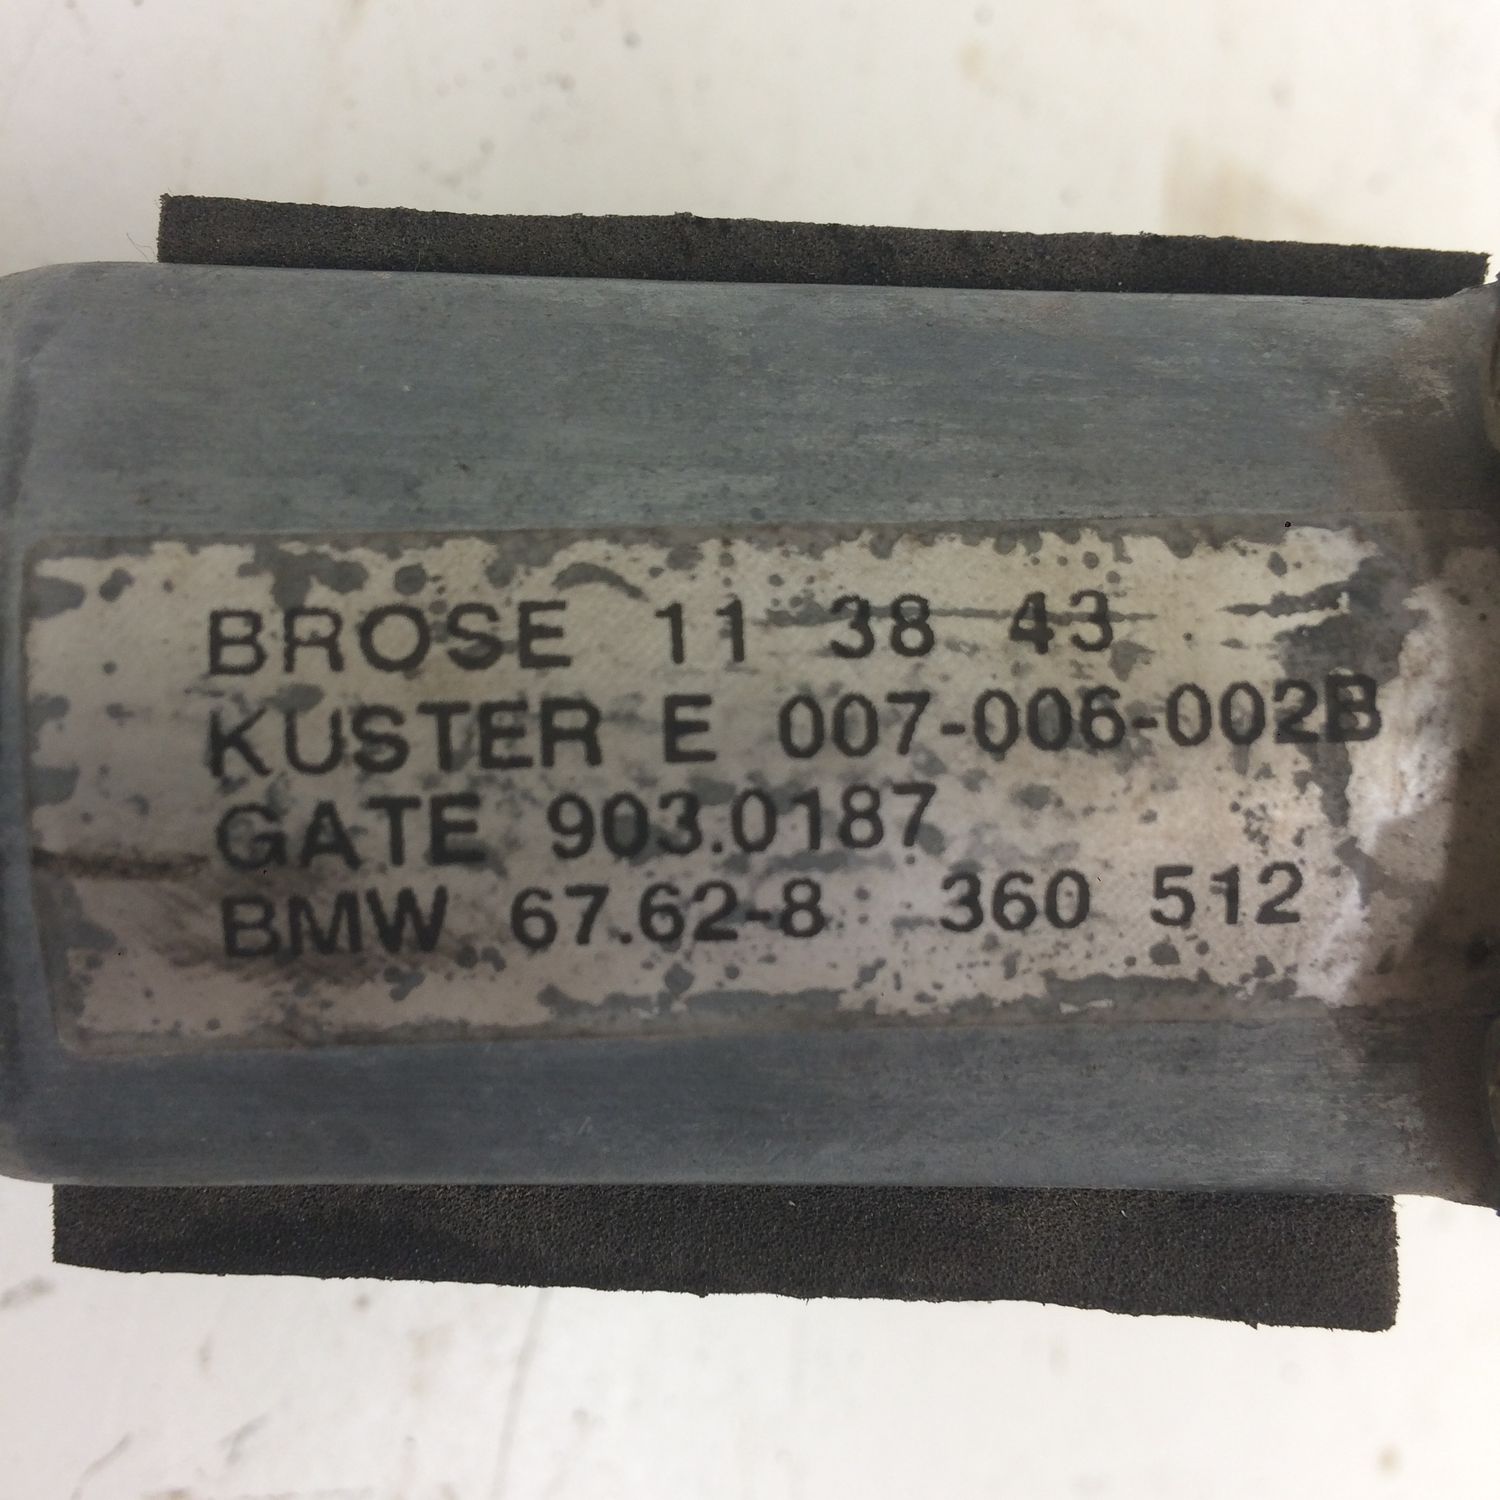 BROSE 11 38 43
KUSTER E 007-006-002B
GATE 903.0187
BMW 67.62-8 360 512